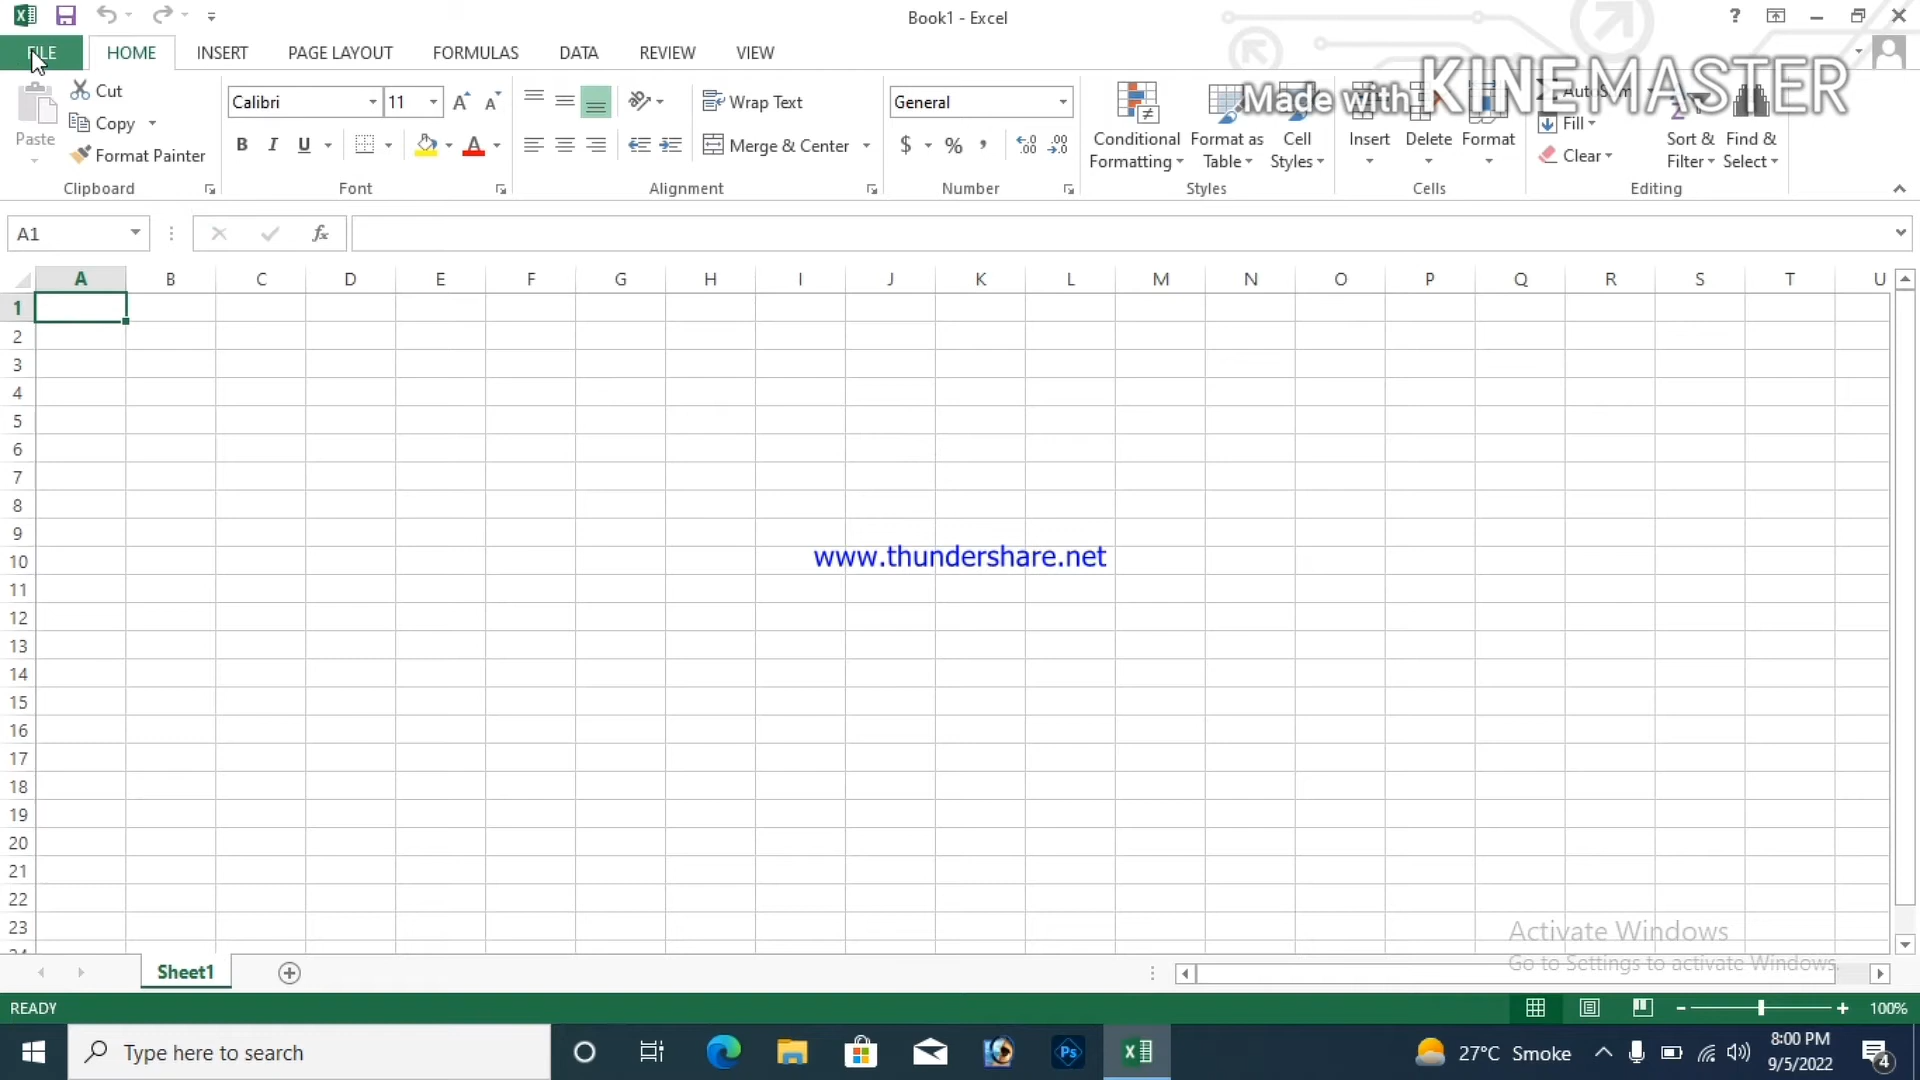 Book1 - Excel
?
FILE HOME INSERT PAGE LAYOUT FORMULAS DATA REVIEW VIEW
Made with KINEMASTER
Paste
Cut
Copy
Format Painter
Clipboard
Calibri 11
B I U A
Font
Wrap Text
Merge & Center
Alignment
General
$ % ,
Number
Conditional Formatting
Format as Table
Cell Styles
Styles
Insert Delete Format
Cells
Fill
Clear
Sort & Filter
Find & Select
Editing
A1 fx
A B C D E F G H I J K L M N O P Q R S T U
1
2
3
4
5
6
7
8
9
10
11
12
13
14
15
16
17
18
19
20
21
22
23
www.thundershare.net
Activate Windows
Go to Settings to activate Windows.
Sheet1
READY 100%
Type here to search
Ps
27°C Smoke
8:00 PM
9/5/2022
4